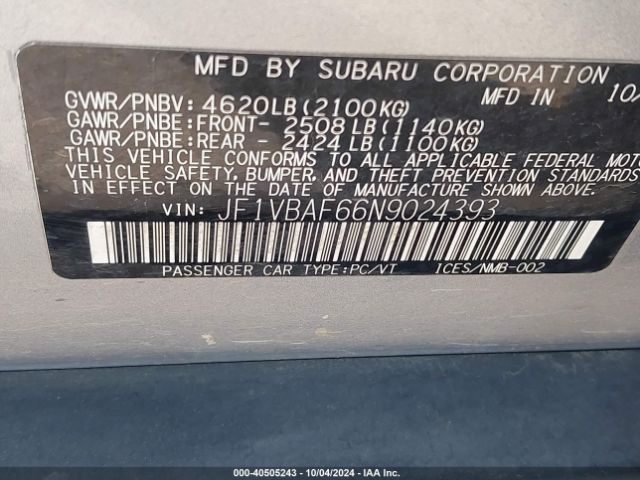 MFD BY SUBARU CORPORATION
GVWR/PNBV: 4620LB(2100KG) MFD IN 10/
GAWR/PNBE:FRONT- 2508LB(1140KG)
GAWR/PNBE:REAR - 2424LB(1100KG)
THIS VEHICLE CONFORMS TO ALL APPLICABLE FEDERAL MOTO
VEHICLE SAFETY, BUMPER, AND THEFT PREVENTION STANDARDS
ON THE DATE OF MANUFACTURE SHOWN ABOVE.
VIN: JF1VBAF66N9024393
PASSENGER CAR TYPE:PC/VT ICES/NMB-002
000-40505243 - 10/04/2024 - IAA Inc.